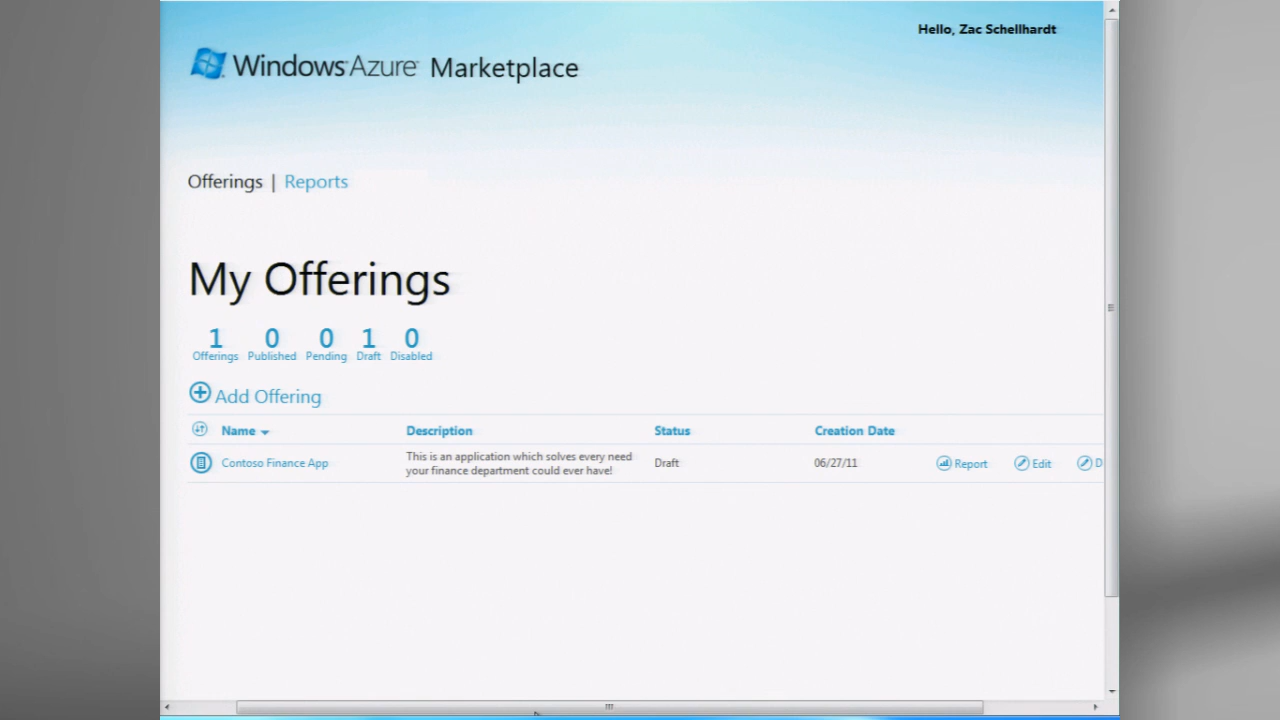 Hello, Zac Schellhardt
Windows Azure Marketplace
Offerings | Reports
My Offerings
1 0 0 1 0
Offerings Published Pending Draft Disabled
Add Offering
Name Description Status Creation Date
Contoso Finance App This is an application which solves every need your finance department could ever have! Draft 06/27/11 Report Edit D